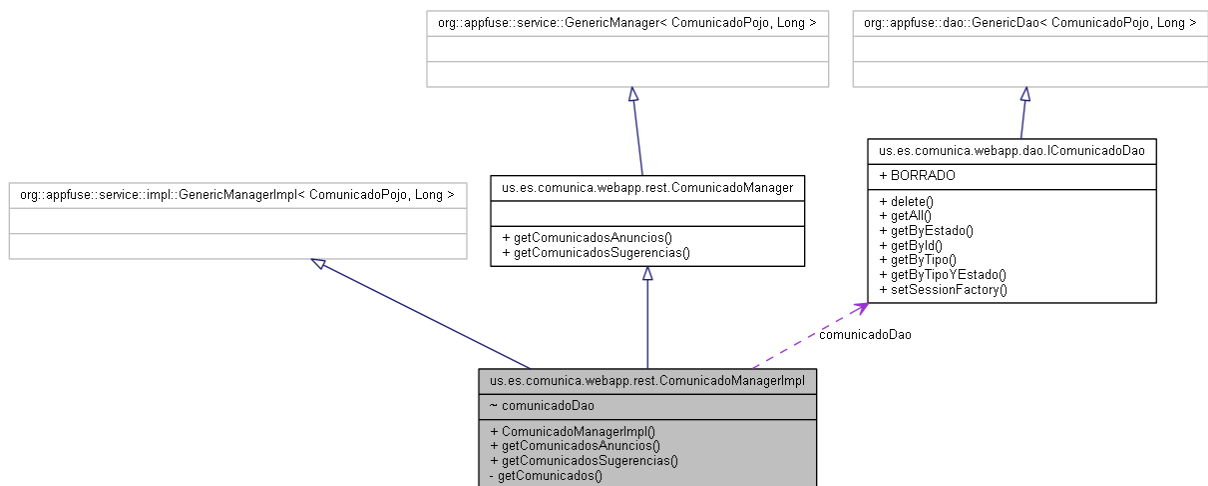 org::appfuse::service::GenericManager< ComunicadoPojo, Long >
org::appfuse::dao::GenericDao< ComunicadoPojo, Long >
us.es.comunica.webapp.dao.IComunicadoDao
+ BORRADO
+ delete()
+ getAll()
+ getByEstado()
+ getById()
+ getByTipo()
+ getByTipoYEstado()
+ setSessionFactory()
org::appfuse::service::impl::GenericManagerImpl< ComunicadoPojo, Long >
us.es.comunica.webapp.rest.ComunicadoManager
+ getComunicadosAnuncios()
+ getComunicadosSugerencias()
comunicadoDao
us.es.comunica.webapp.rest.ComunicadoManagerImpl
~ comunicadoDao
+ ComunicadoManagerImpl()
+ getComunicadosAnuncios()
+ getComunicadosSugerencias()
- getComunicados()